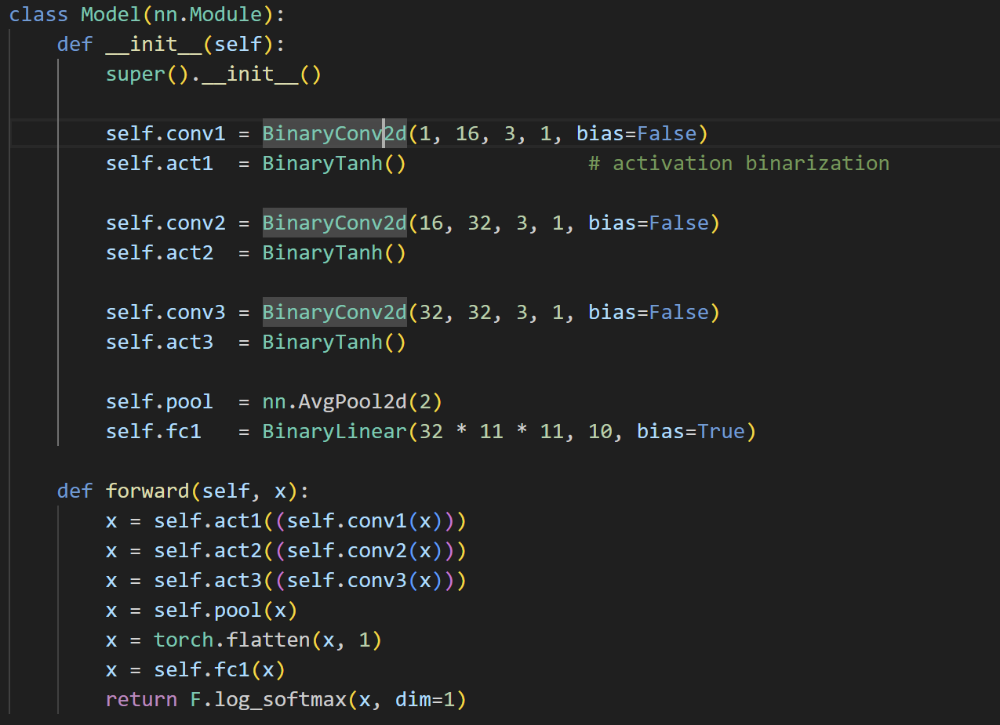 class Model(nn.Module):
    def __init__(self):
        super().__init__()

        self.conv1 = BinaryConv2d(1, 16, 3, 1, bias=False)
        self.act1  = BinaryTanh()               # activation binarization

        self.conv2 = BinaryConv2d(16, 32, 3, 1, bias=False)
        self.act2  = BinaryTanh()

        self.conv3 = BinaryConv2d(32, 32, 3, 1, bias=False)
        self.act3  = BinaryTanh()

        self.pool  = nn.AvgPool2d(2)
        self.fc1   = BinaryLinear(32 * 11 * 11, 10, bias=True)

    def forward(self, x):
        x = self.act1((self.conv1(x)))
        x = self.act2((self.conv2(x)))
        x = self.act3((self.conv3(x)))
        x = self.pool(x)
        x = torch.flatten(x, 1)
        x = self.fc1(x)
        return F.log_softmax(x, dim=1)